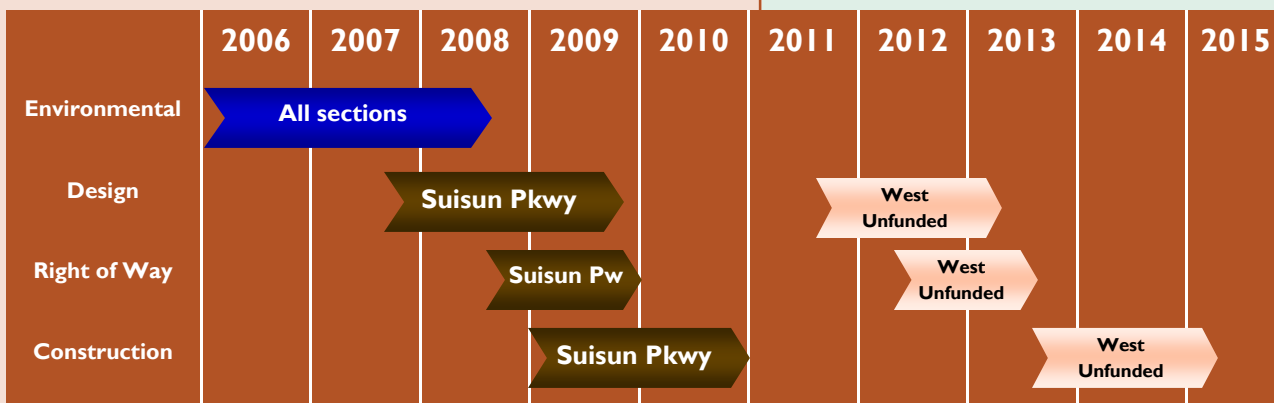 2006 2007 2008 2009 2010 2011 2012 2013 2014 2015
Environmental All sections
Design Suisun Pkwy West
Unfunded
Right of Way Suisun Pw West
Unfunded
Construction Suisun Pkwy West
Unfunded